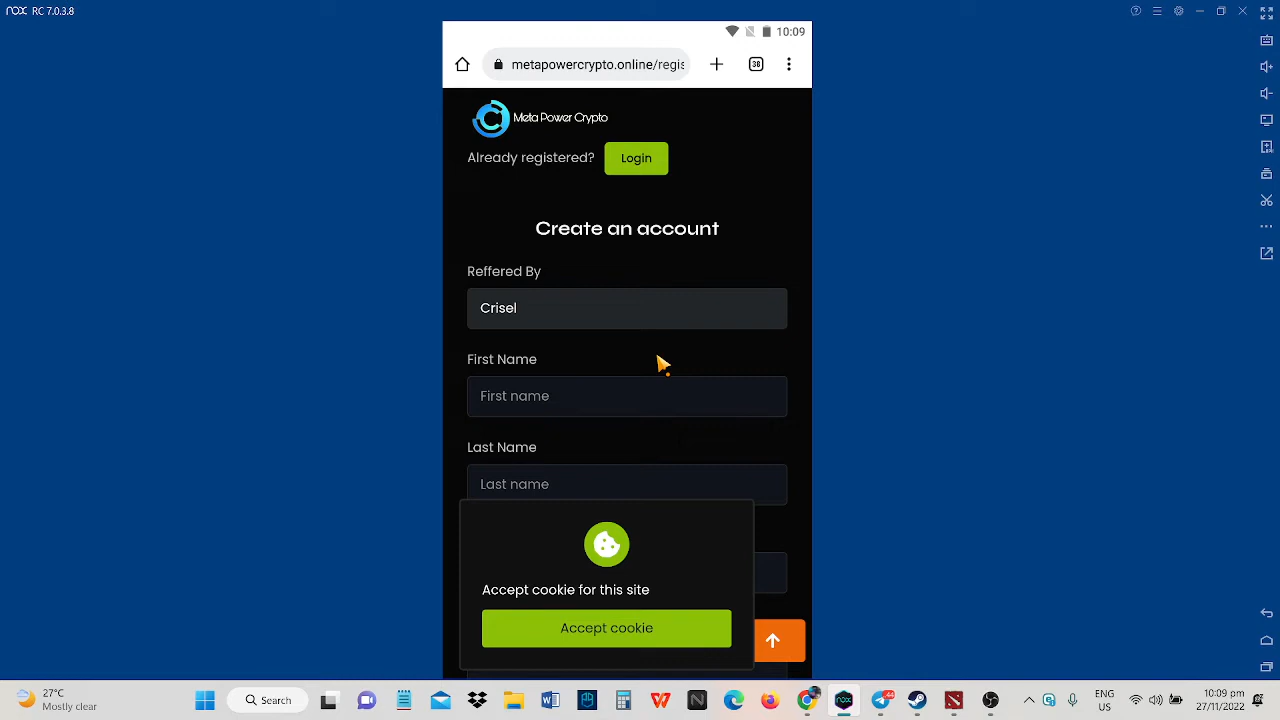 nox RC 7.0.3.8
10:09
metapowercrypto.online/regis
38
Meta Power Crypto
Already registered? Login
Create an account
Reffered By
Crisel
First Name
First name
Last Name
Last name
Accept cookie for this site
Accept cookie
27°C
Mostly clear
Search
44
ENG
US
10:09 pm
27/11/2022